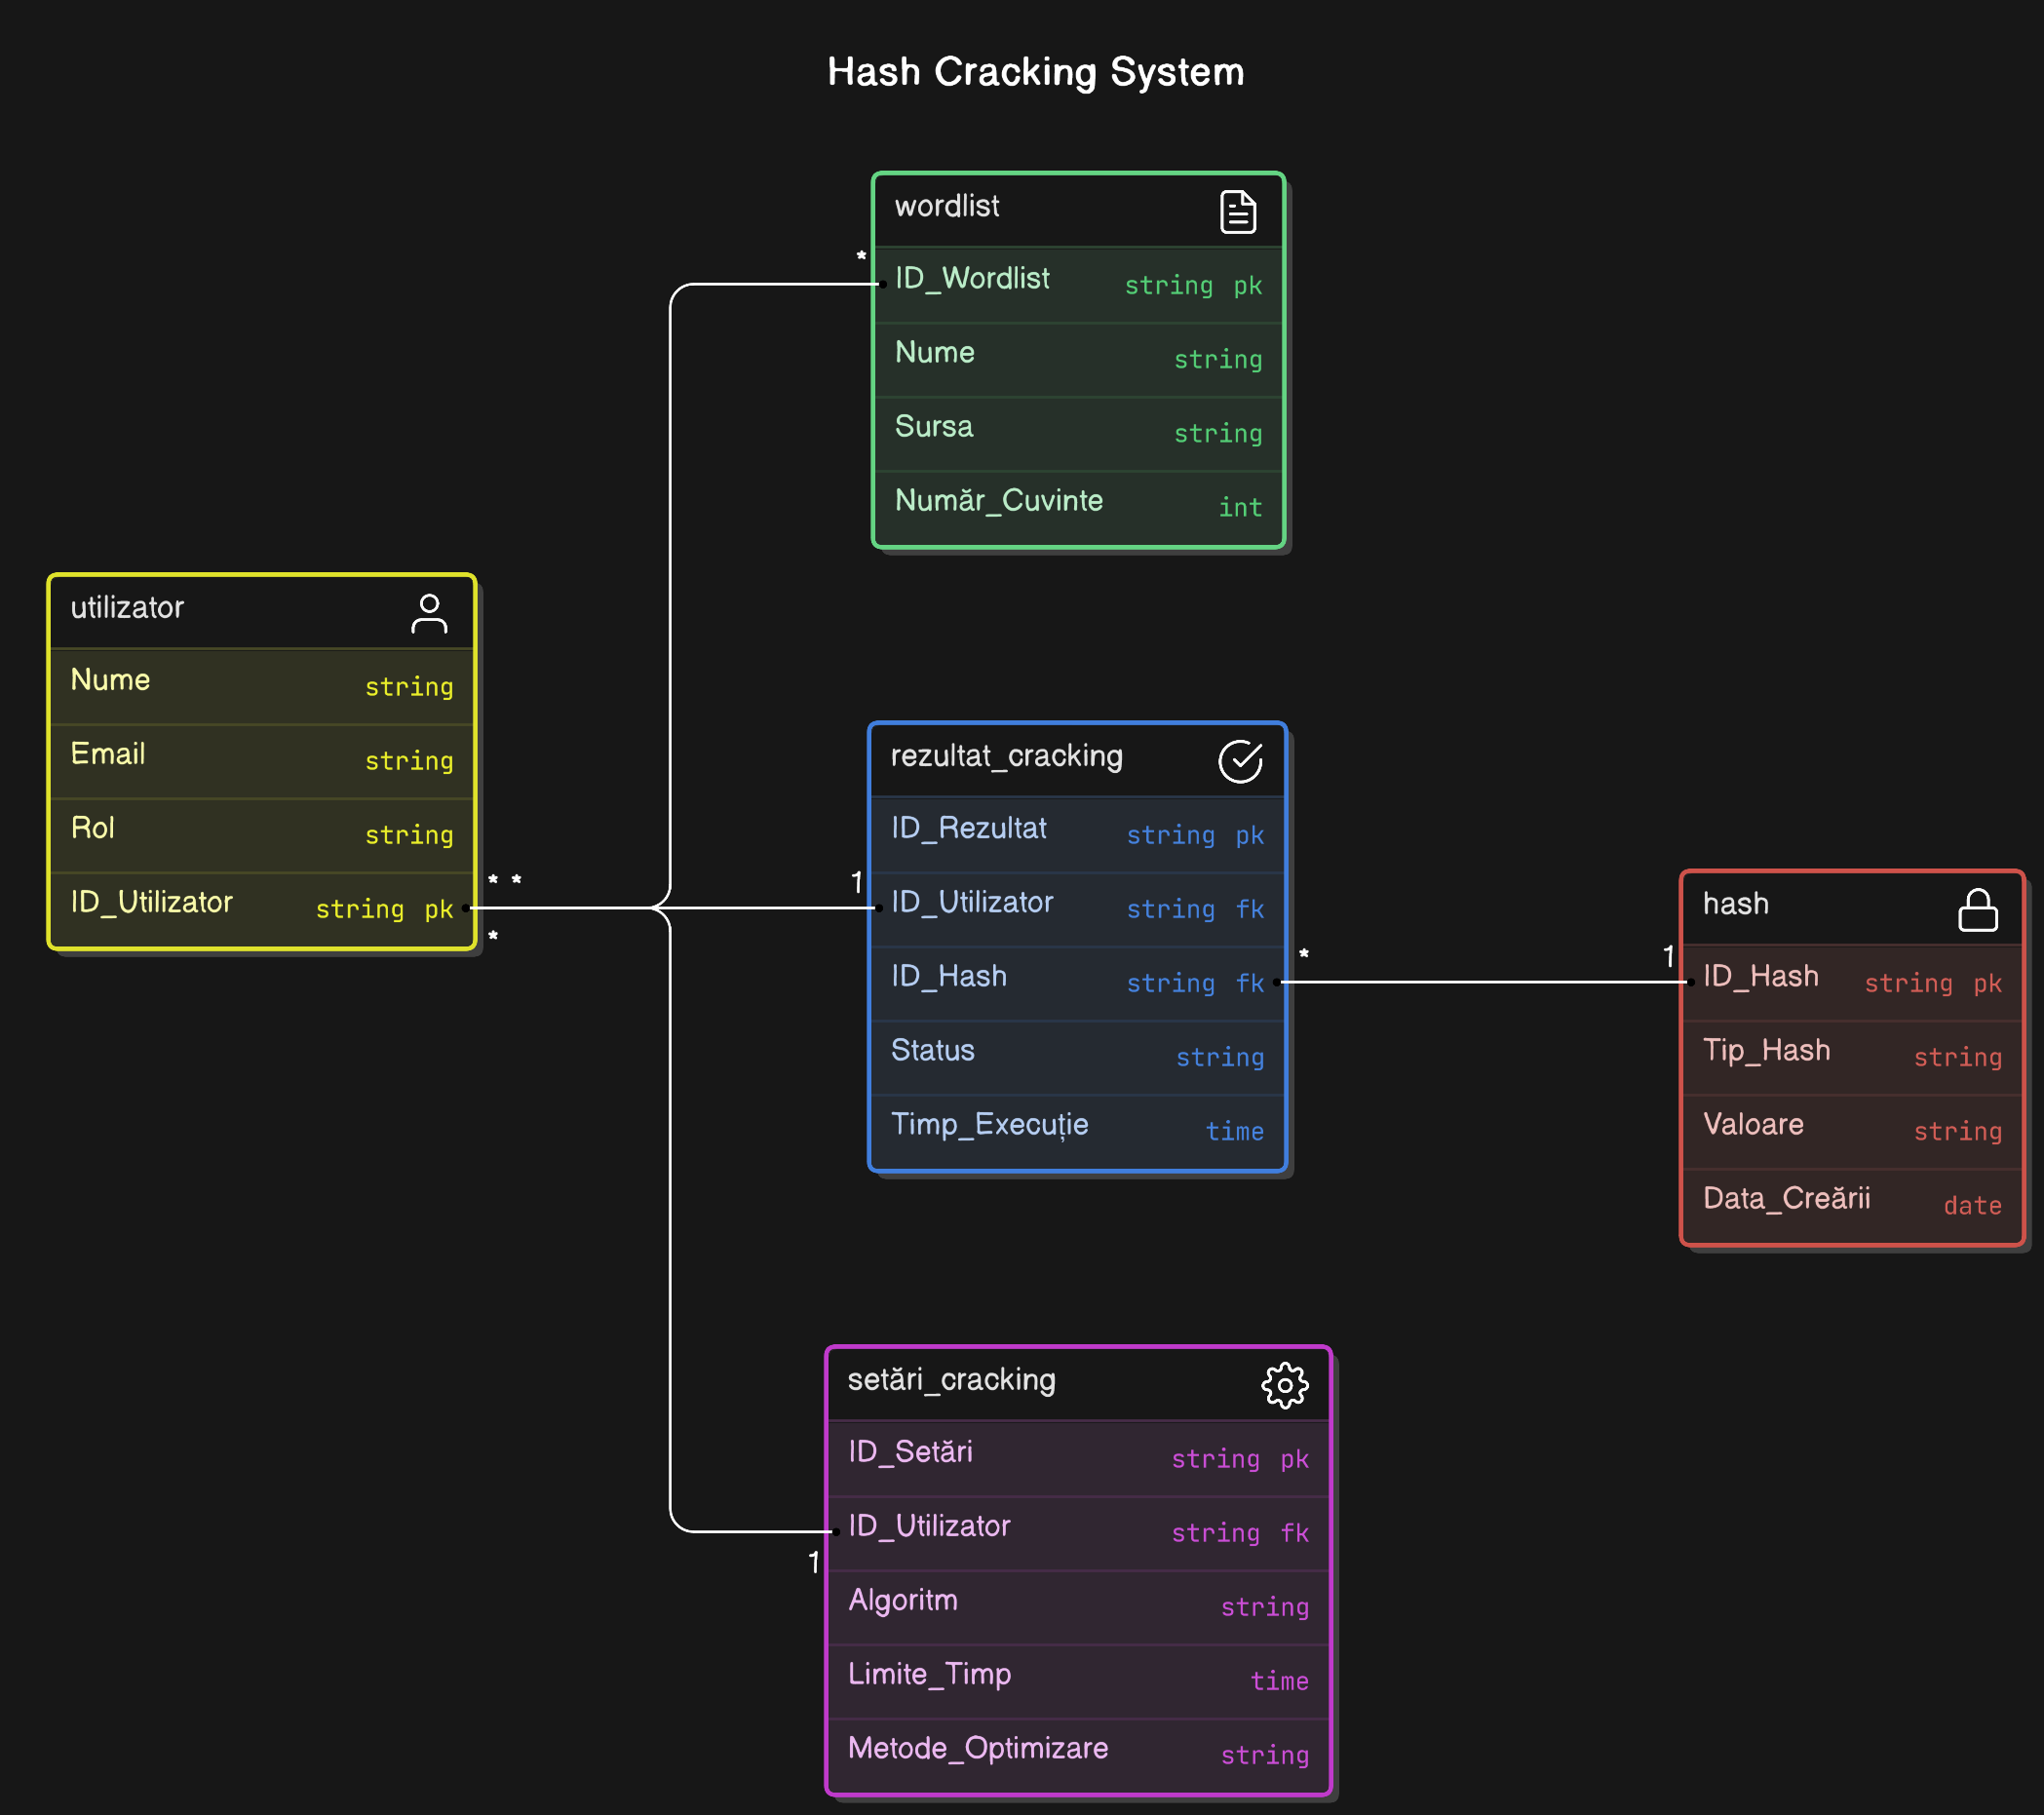 Hash Cracking System
wordlist
*
ID_Wordlist string pk
Nume string
Sursa string
Număr_Cuvinte int
utilizator
Nume string
Email string
Rol string
* *
ID_Utilizator string pk
*
rezultat_cracking
ID_Rezultat string pk
1
ID_Utilizator string fk
*
ID_Hash string fk
Status string
Timp_Execuție time
hash
1
ID_Hash string pk
Tip_Hash string
Valoare string
Data_Creării date
setări_cracking
ID_Setări string pk
ID_Utilizator string fk
1
Algoritm string
Limite_Timp time
Metode_Optimizare string